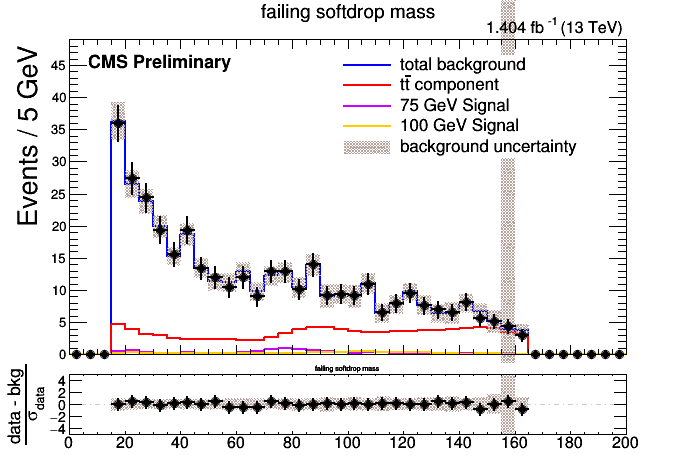 failing softdrop mass
1.404 fb⁻¹ (13 TeV)
CMS Preliminary
total background
tt̄ component
75 GeV Signal
100 GeV Signal
background uncertainty
Events / 5 GeV
45
40
35
30
25
20
15
10
5
0
failing softdrop mass
data - bkg
σ data
4
2
0
−2
−4
0 20 40 60 80 100 120 140 160 180 200